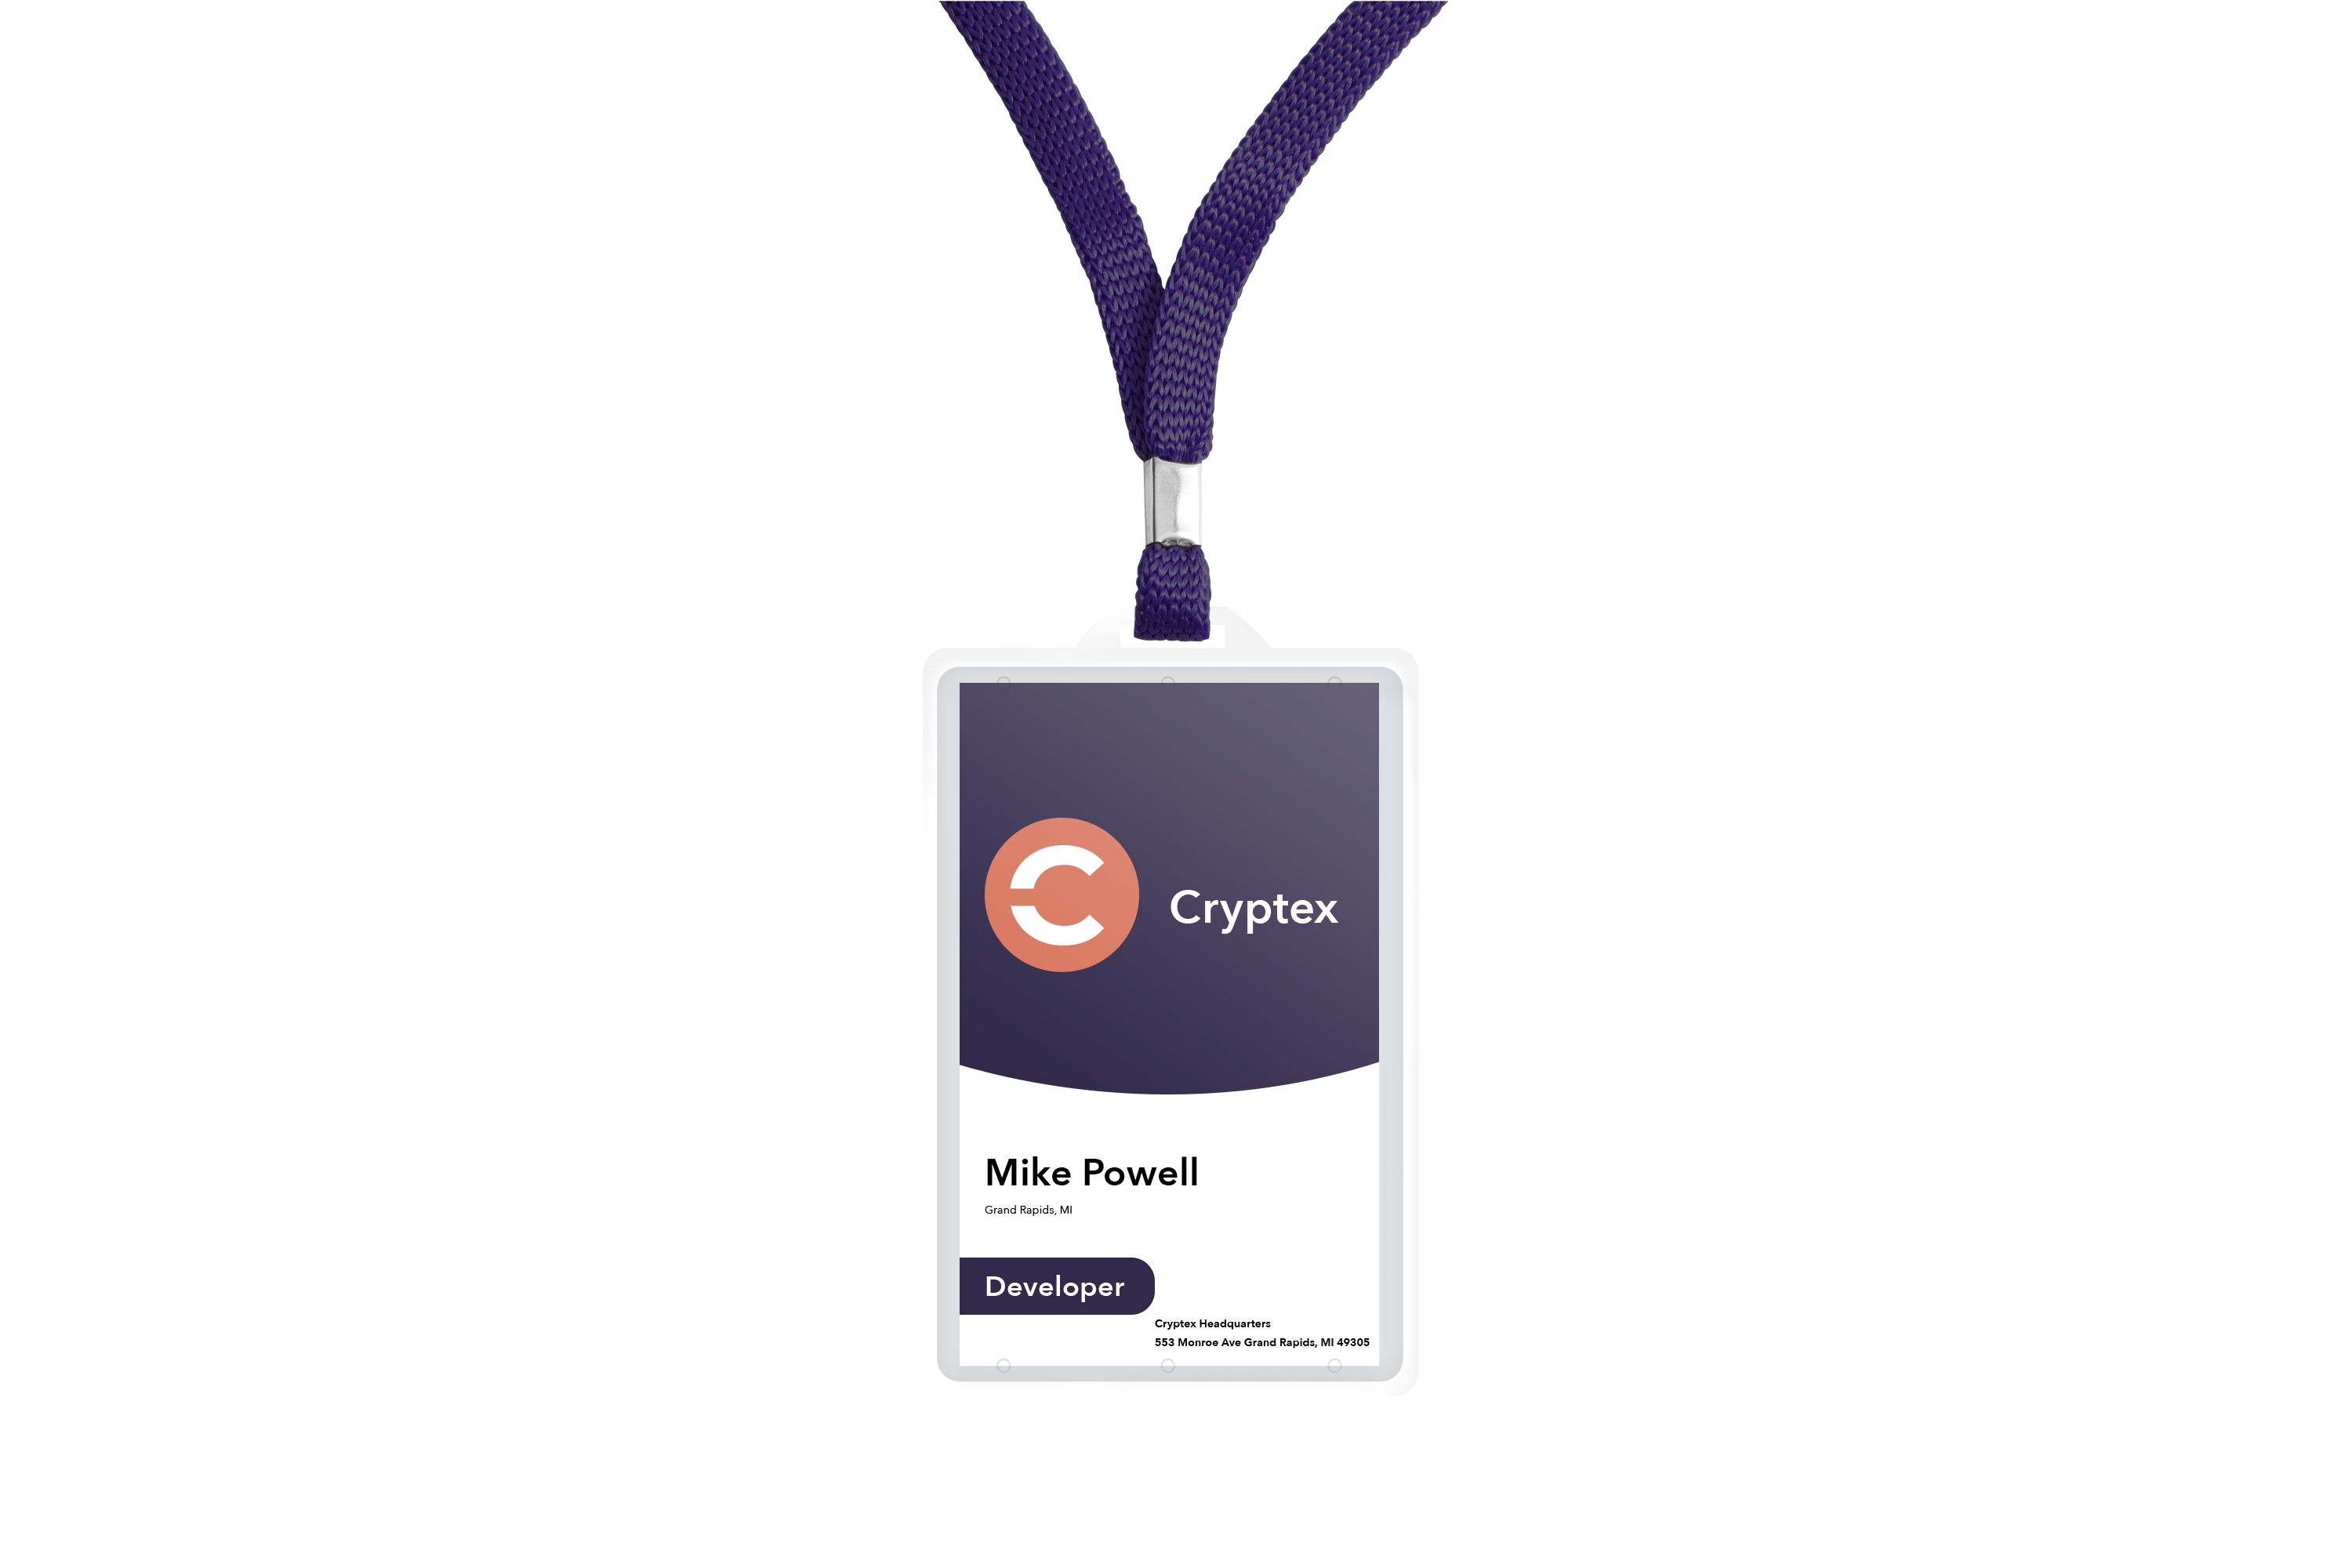 Cryptex
Mike Powell
Grand Rapids, MI
Developer
Cryptex Headquarters
553 Monroe Ave Grand Rapids, MI 49305